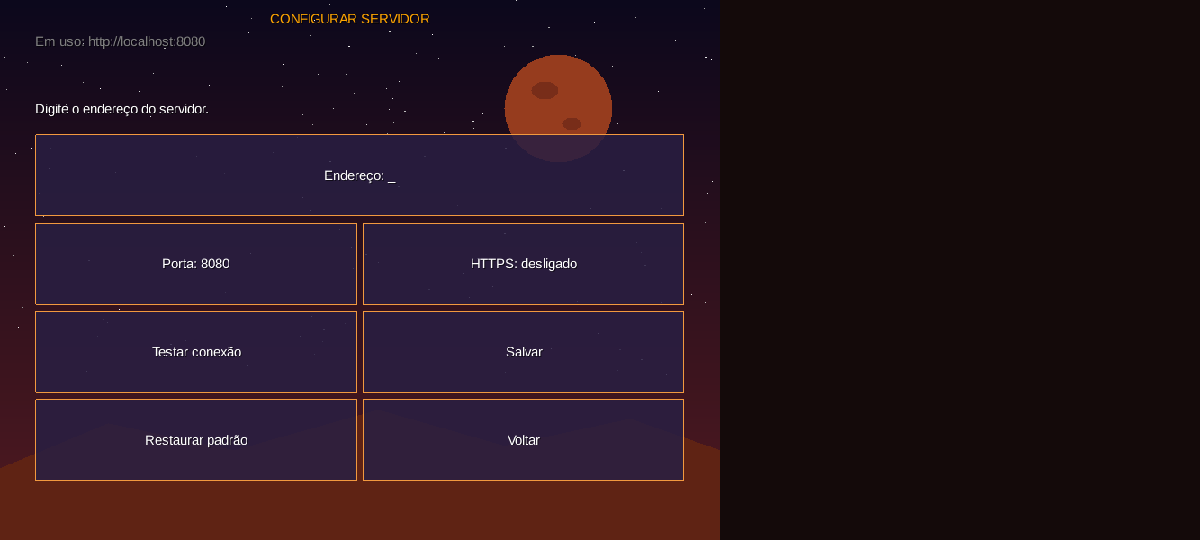 CONFIGURAR SERVIDOR
Em uso: http://localhost:8080
Digite o endereço do servidor.
Endereço: _
Porta: 8080
HTTPS: desligado
Testar conexão
Salvar
Restaurar padrão
Voltar